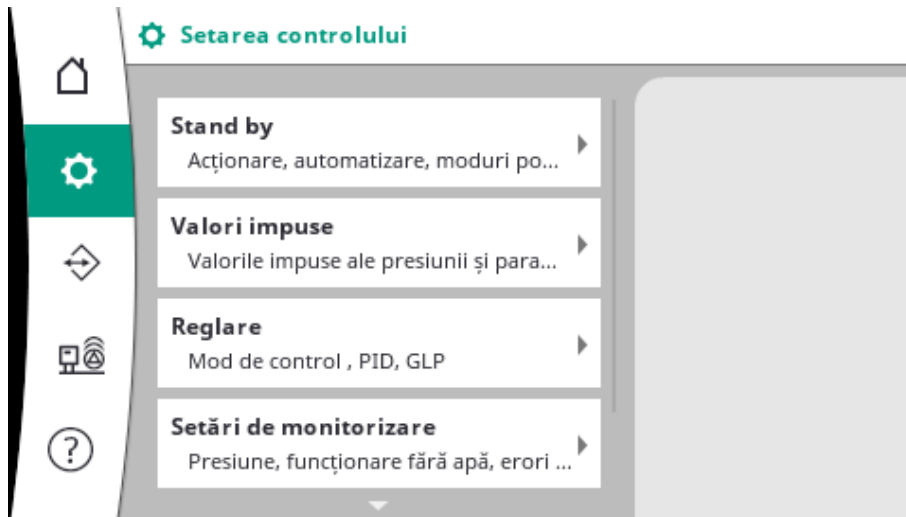 Setarea controlului
Stand by
Acționare, automatizare, moduri po...
Valori impuse
Valorile impuse ale presiunii și para...
Reglare
Mod de control , PID, GLP
Setări de monitorizare
Presiune, funcționare fără apă, erori ...
?